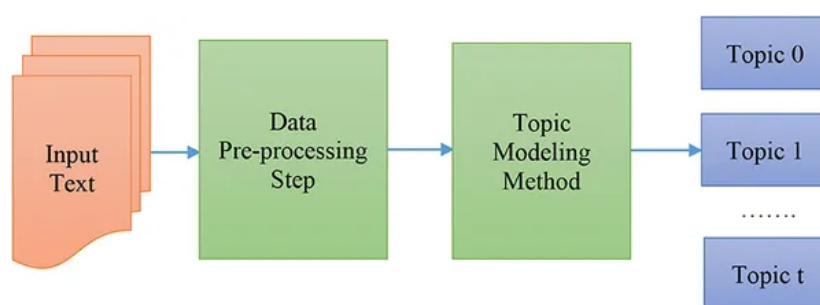 Input
Text
Data
Pre-processing
Step
Topic
Modeling
Method
Topic 0
Topic 1
.......
Topic t